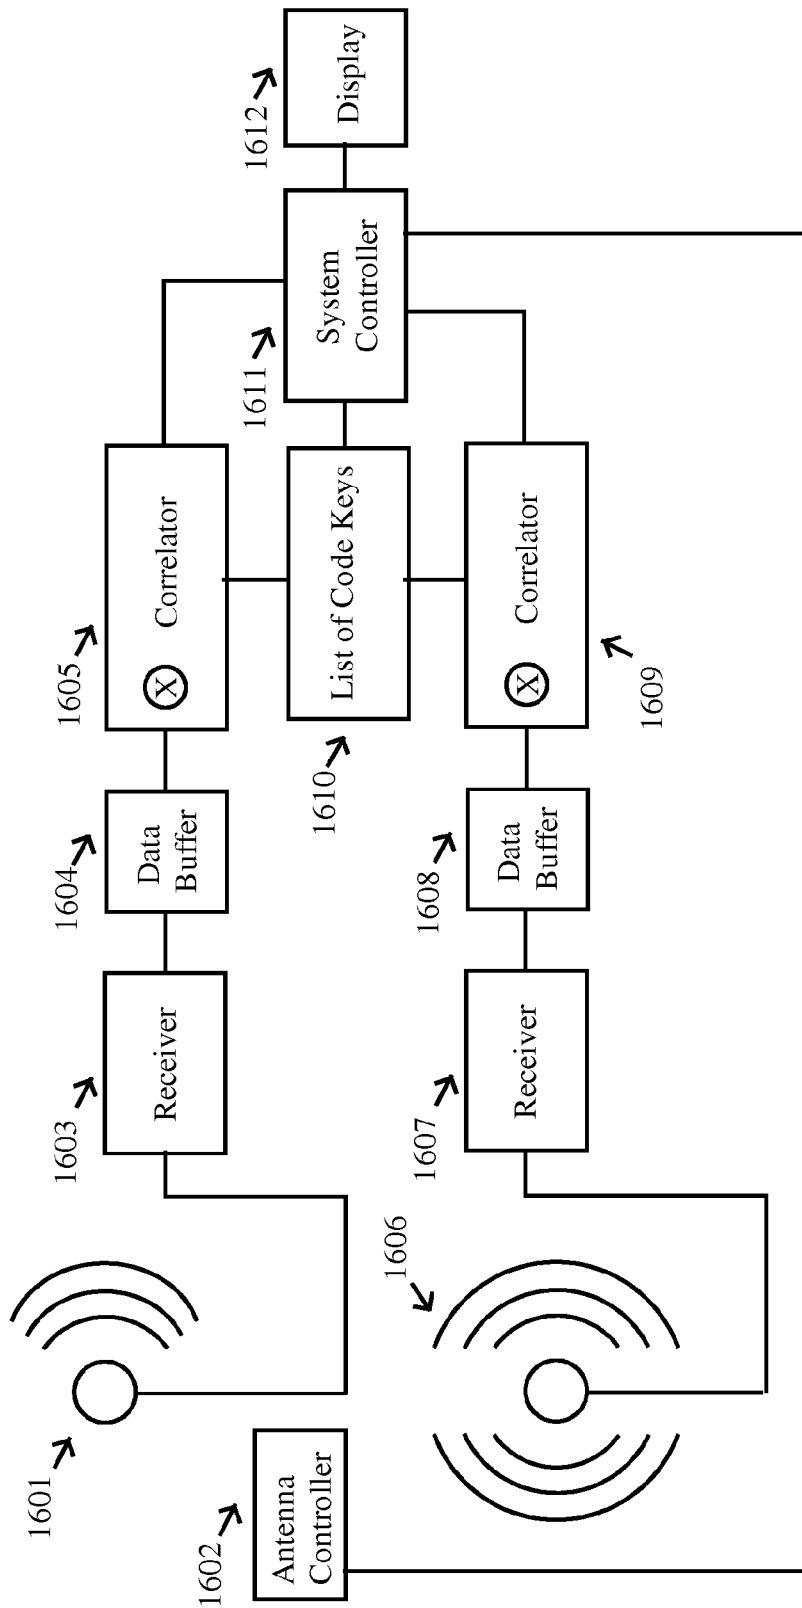 1601
1602
Antenna
Controller
1603
Receiver
1604
Data
Buffer
1605
X
Correlator
1606
1607
Receiver
1608
Data
Buffer
1609
X
Correlator
1610
List of Code Keys
1611
System
Controller
1612
Display